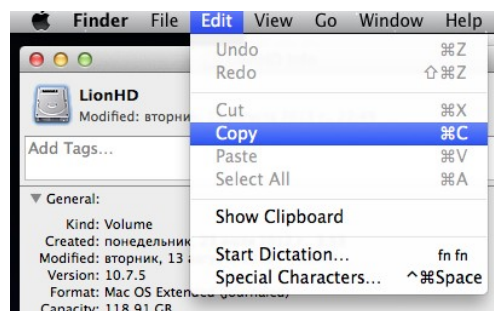 Finder File Edit View Go Window Help
Undo ⌘Z
Redo ⇧⌘Z
LionHD
Modified: вторни
Cut ⌘X
Copy ⌘C
Add Tags...
Paste ⌘V
Select All ⌘A
General:
Show Clipboard
Kind: Volume
Created: понедельник
Start Dictation... fn fn
Modified: вторник, 13
Special Characters... ^⌘Space
Version: 10.7.5
Format: Mac OS Extended (Journaled)
Capacity: 118,91 GB